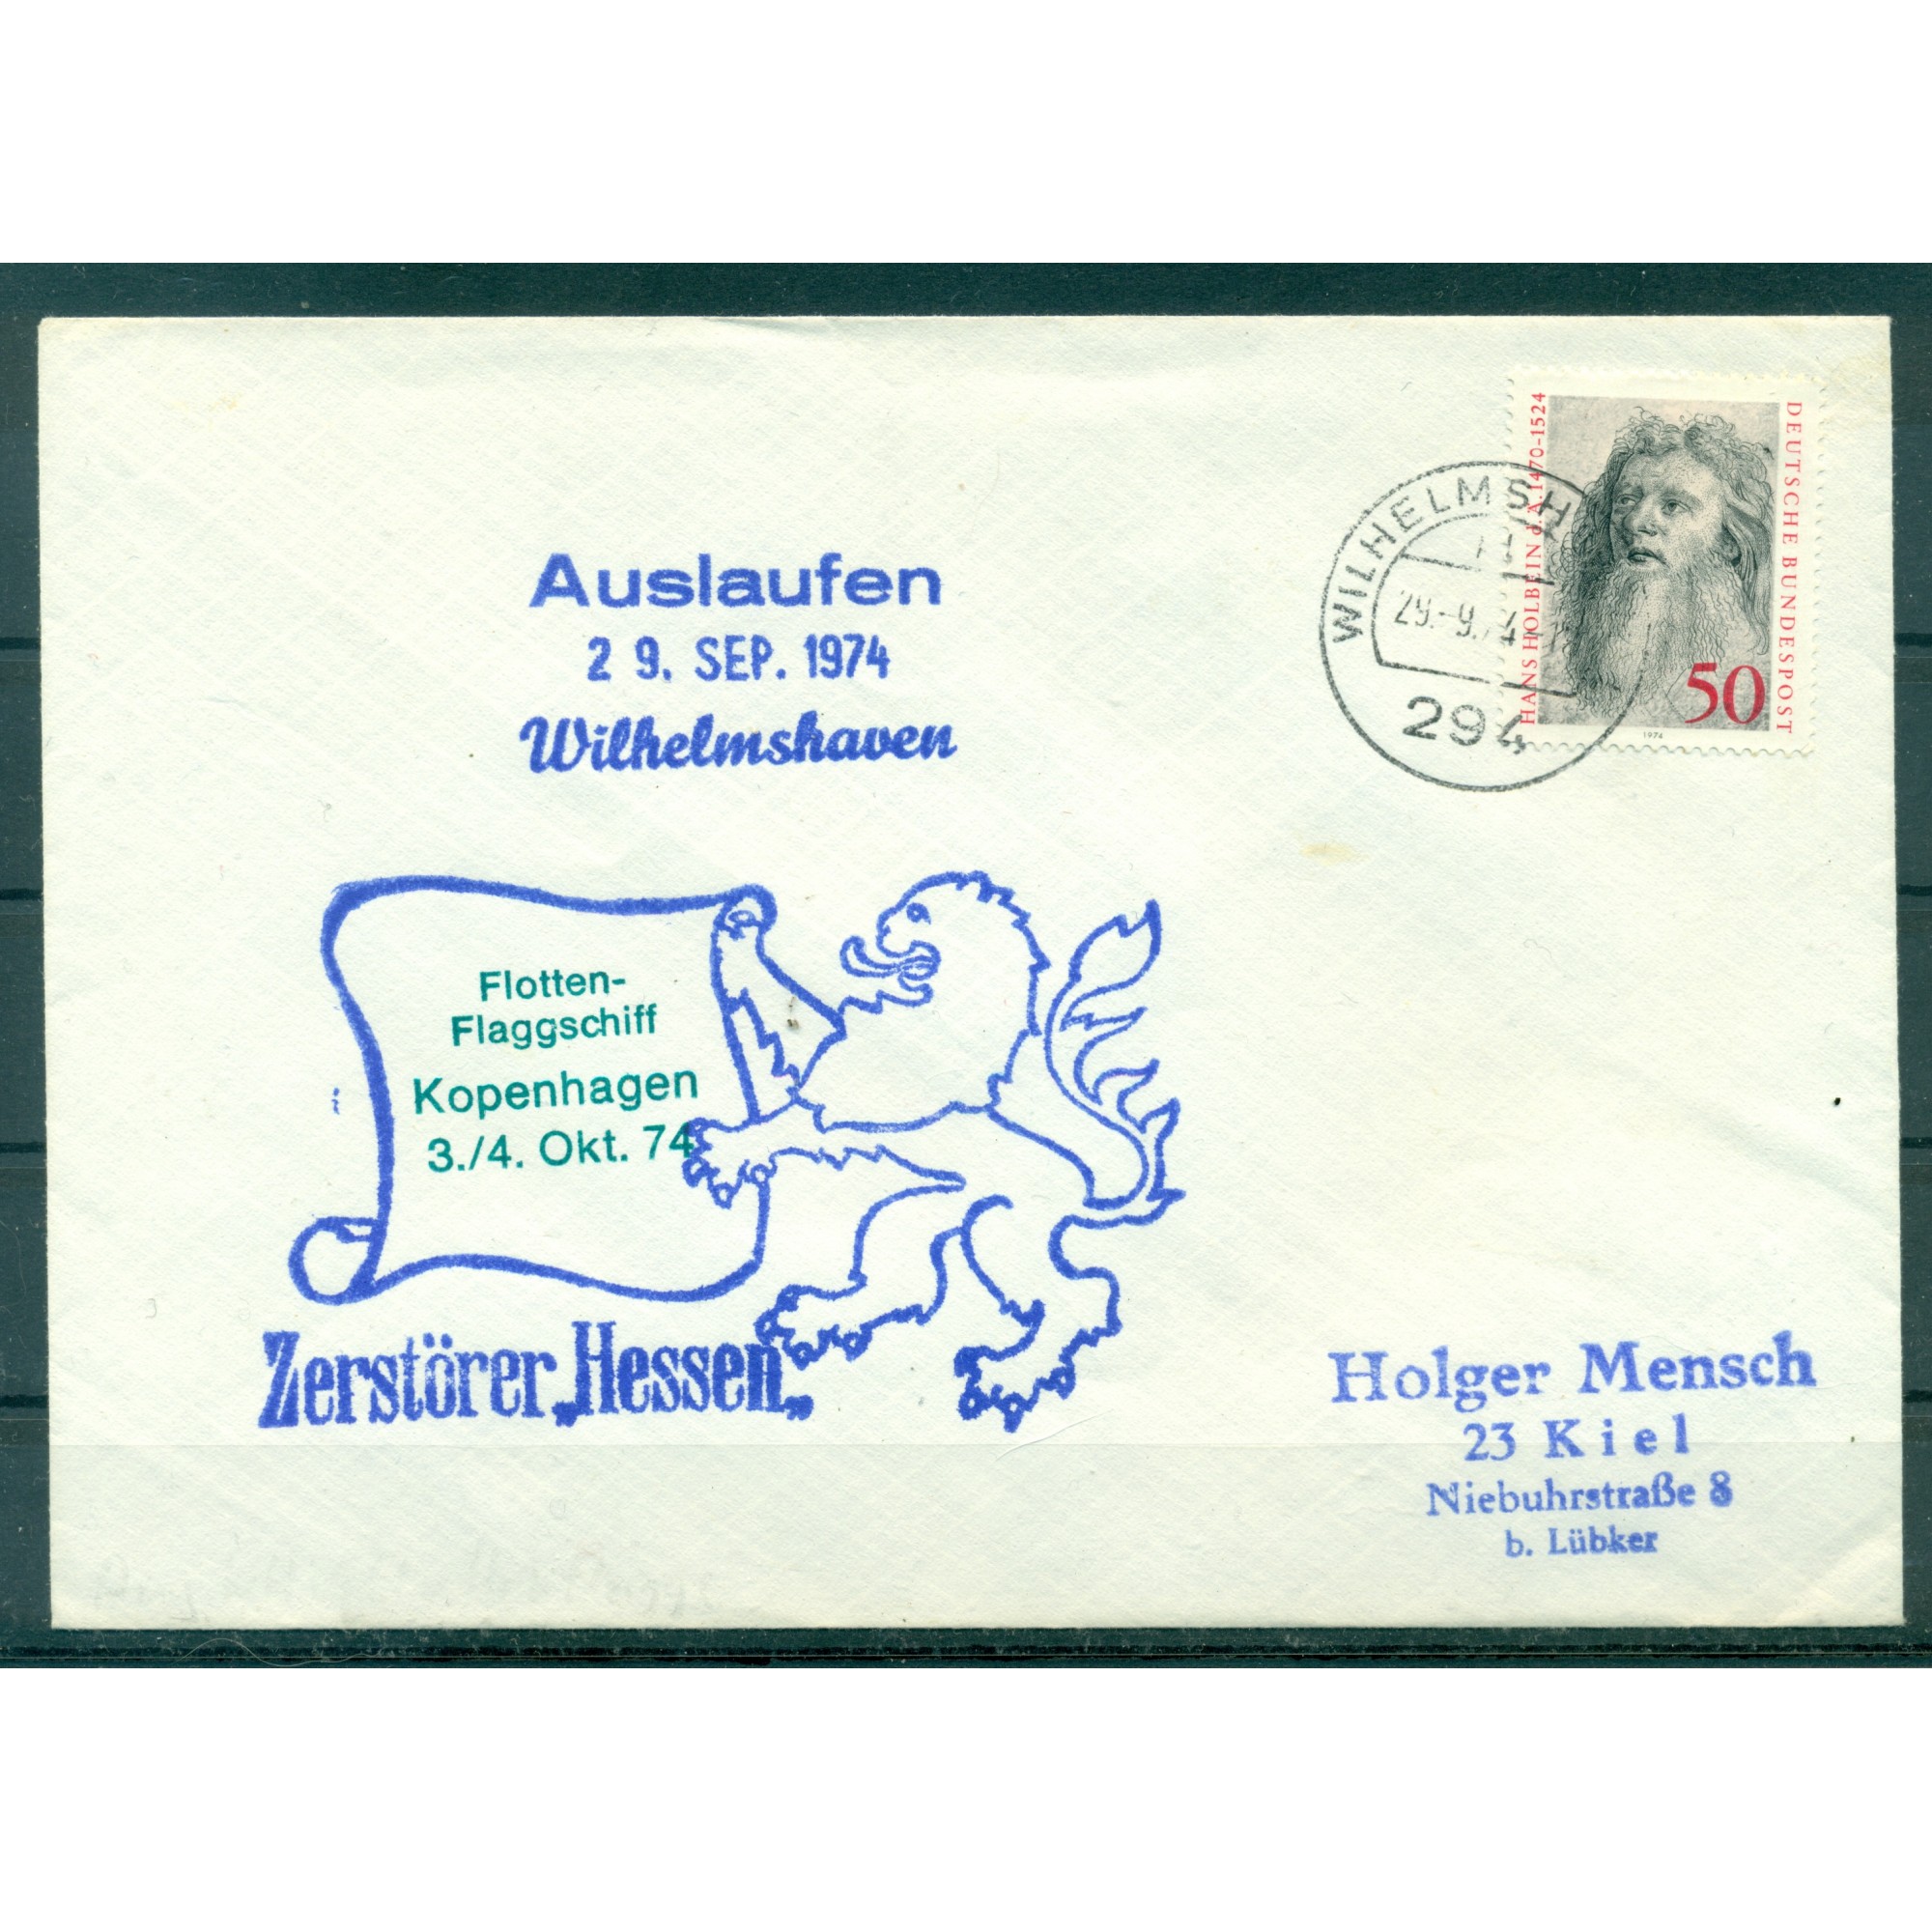 Auslaufen
29. SEP. 1974
Wilhelmshaven
WILHELMSH
29.-9.74
294
HANS HOLBEIN d.Ä. 1470-1524
DEUTSCHE BUNDESPOST
50
1974
Flotten-
Flaggschiff
Kopenhagen
3./4. Okt. 74
Zerstörer „Hessen„
Holger Mensch
23 Kiel
Niebuhrstraße 8
b. Lübker